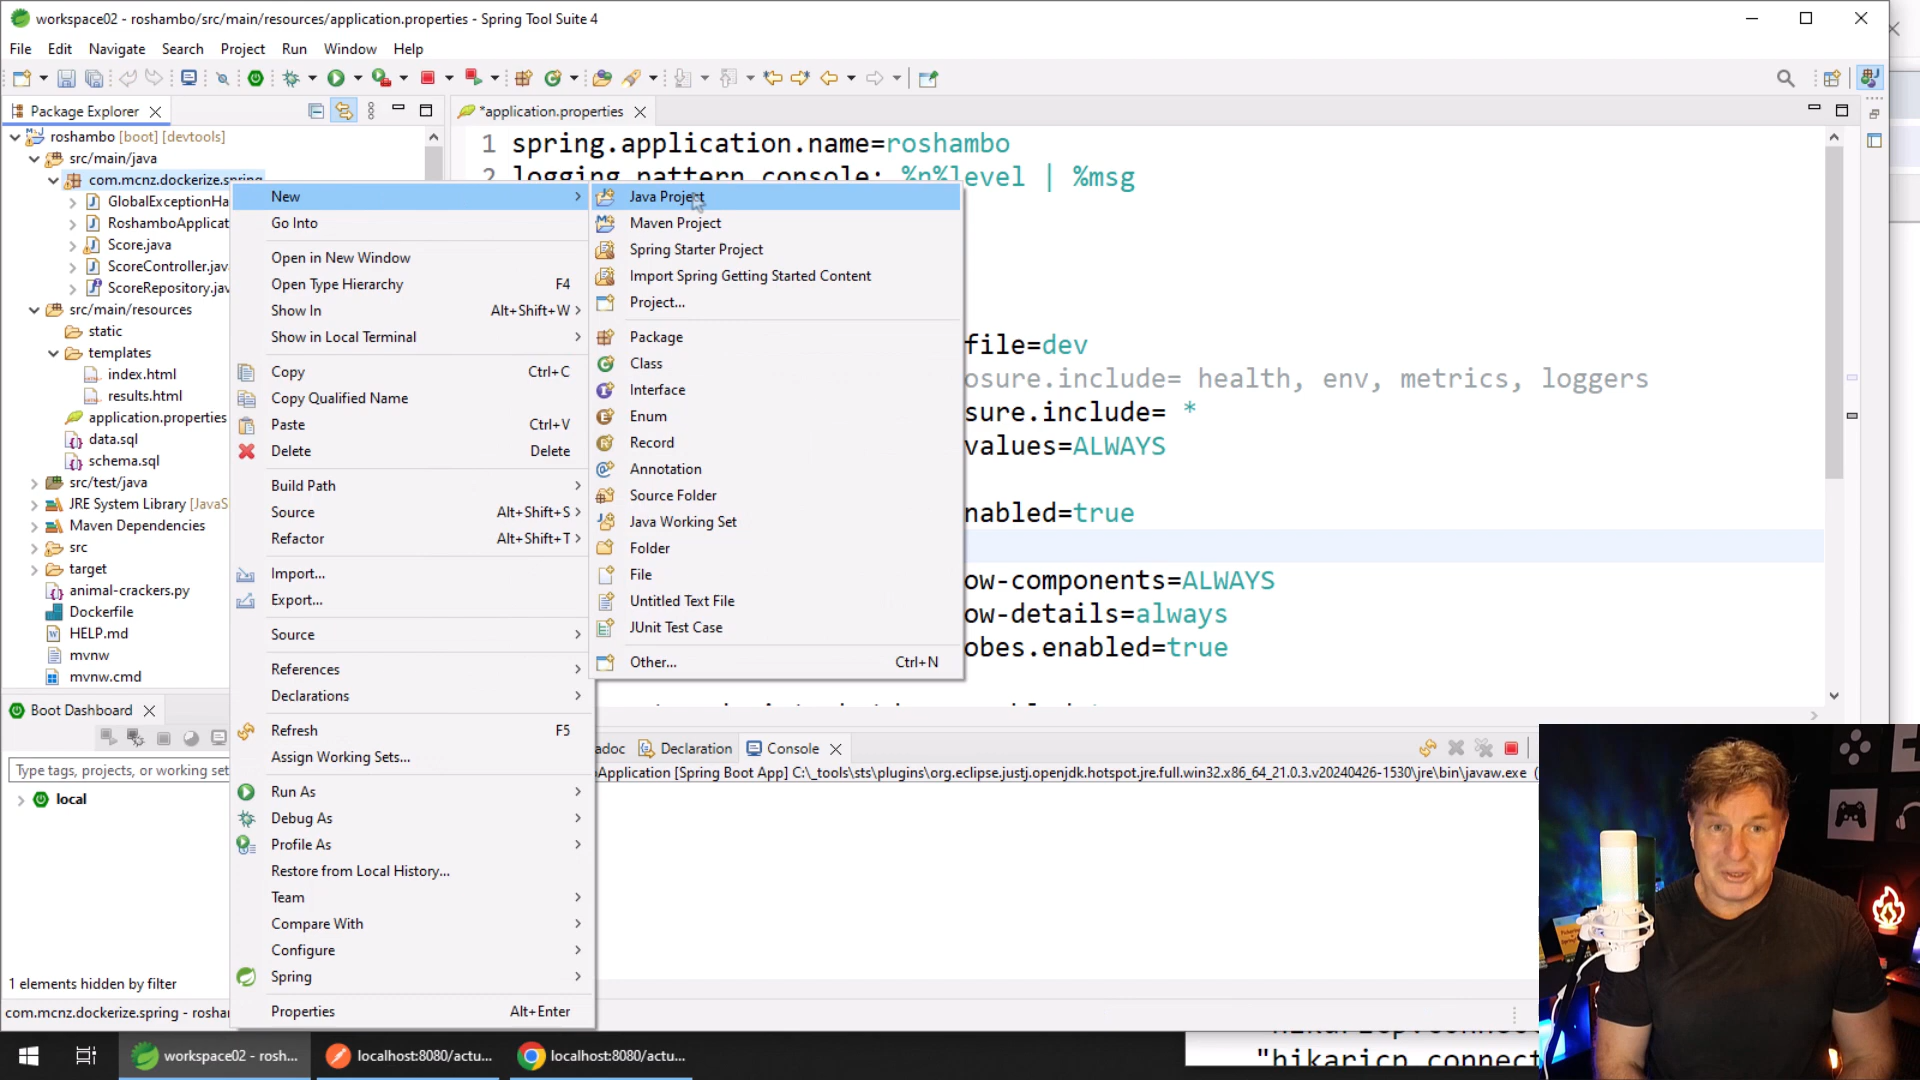 workspace02 - roshambo/src/main/resources/application.properties - Spring Tool Suite 4
File Edit Navigate Search Project Run Window Help
Package Explorer
*application.properties
roshambo [boot] [devtools]
src/main/java
com.mcnz.dockerize.spring
GlobalExceptionHa
RoshamboApplicat
Score.java
ScoreController.jav
ScoreRepository.jav
src/main/resources
static
templates
index.html
results.html
application.properties
data.sql
schema.sql
src/test/java
JRE System Library [JavaS
Maven Dependencies
src
target
animal-crackers.py
Dockerfile
HELP.md
mvnw
mvnw.cmd
Boot Dashboard
Type tags, projects, or working set
local
1 elements hidden by filter
com.mcnz.dockerize.spring - roshar
New
Go Into
Open in New Window
Open Type Hierarchy F4
Show In Alt+Shift+W
Show in Local Terminal
Copy Ctrl+C
Copy Qualified Name
Paste Ctrl+V
Delete Delete
Build Path
Source Alt+Shift+S
Refactor Alt+Shift+T
Import...
Export...
Source
References
Declarations
Refresh F5
Assign Working Sets...
Run As
Debug As
Profile As
Restore from Local History...
Team
Compare With
Configure
Spring
Properties Alt+Enter
Java Project
Maven Project
Spring Starter Project
Import Spring Getting Started Content
Project...
Package
Class
Interface
Enum
Record
Annotation
Source Folder
Java Working Set
Folder
File
Untitled Text File
JUnit Test Case
Other... Ctrl+N
1 spring.application.name=roshambo
2 logging.pattern.console: %n%level | %msg
file=dev
osure.include= health, env, metrics, loggers
sure.include= *
values=ALWAYS
nabled=true
ow-components=ALWAYS
ow-details=always
obes.enabled=true
adoc Declaration Console
Application [Spring Boot App] C:\_tools\sts\plugins\org.eclipse.justj.openjdk.hotspot.jre.full.win32.x86_64_21.0.3.v20240426-1530\jre\bin\javaw.exe (
"hikaricp.connect
workspace02 - rosh... localhost:8080/actu... localhost:8080/actu...